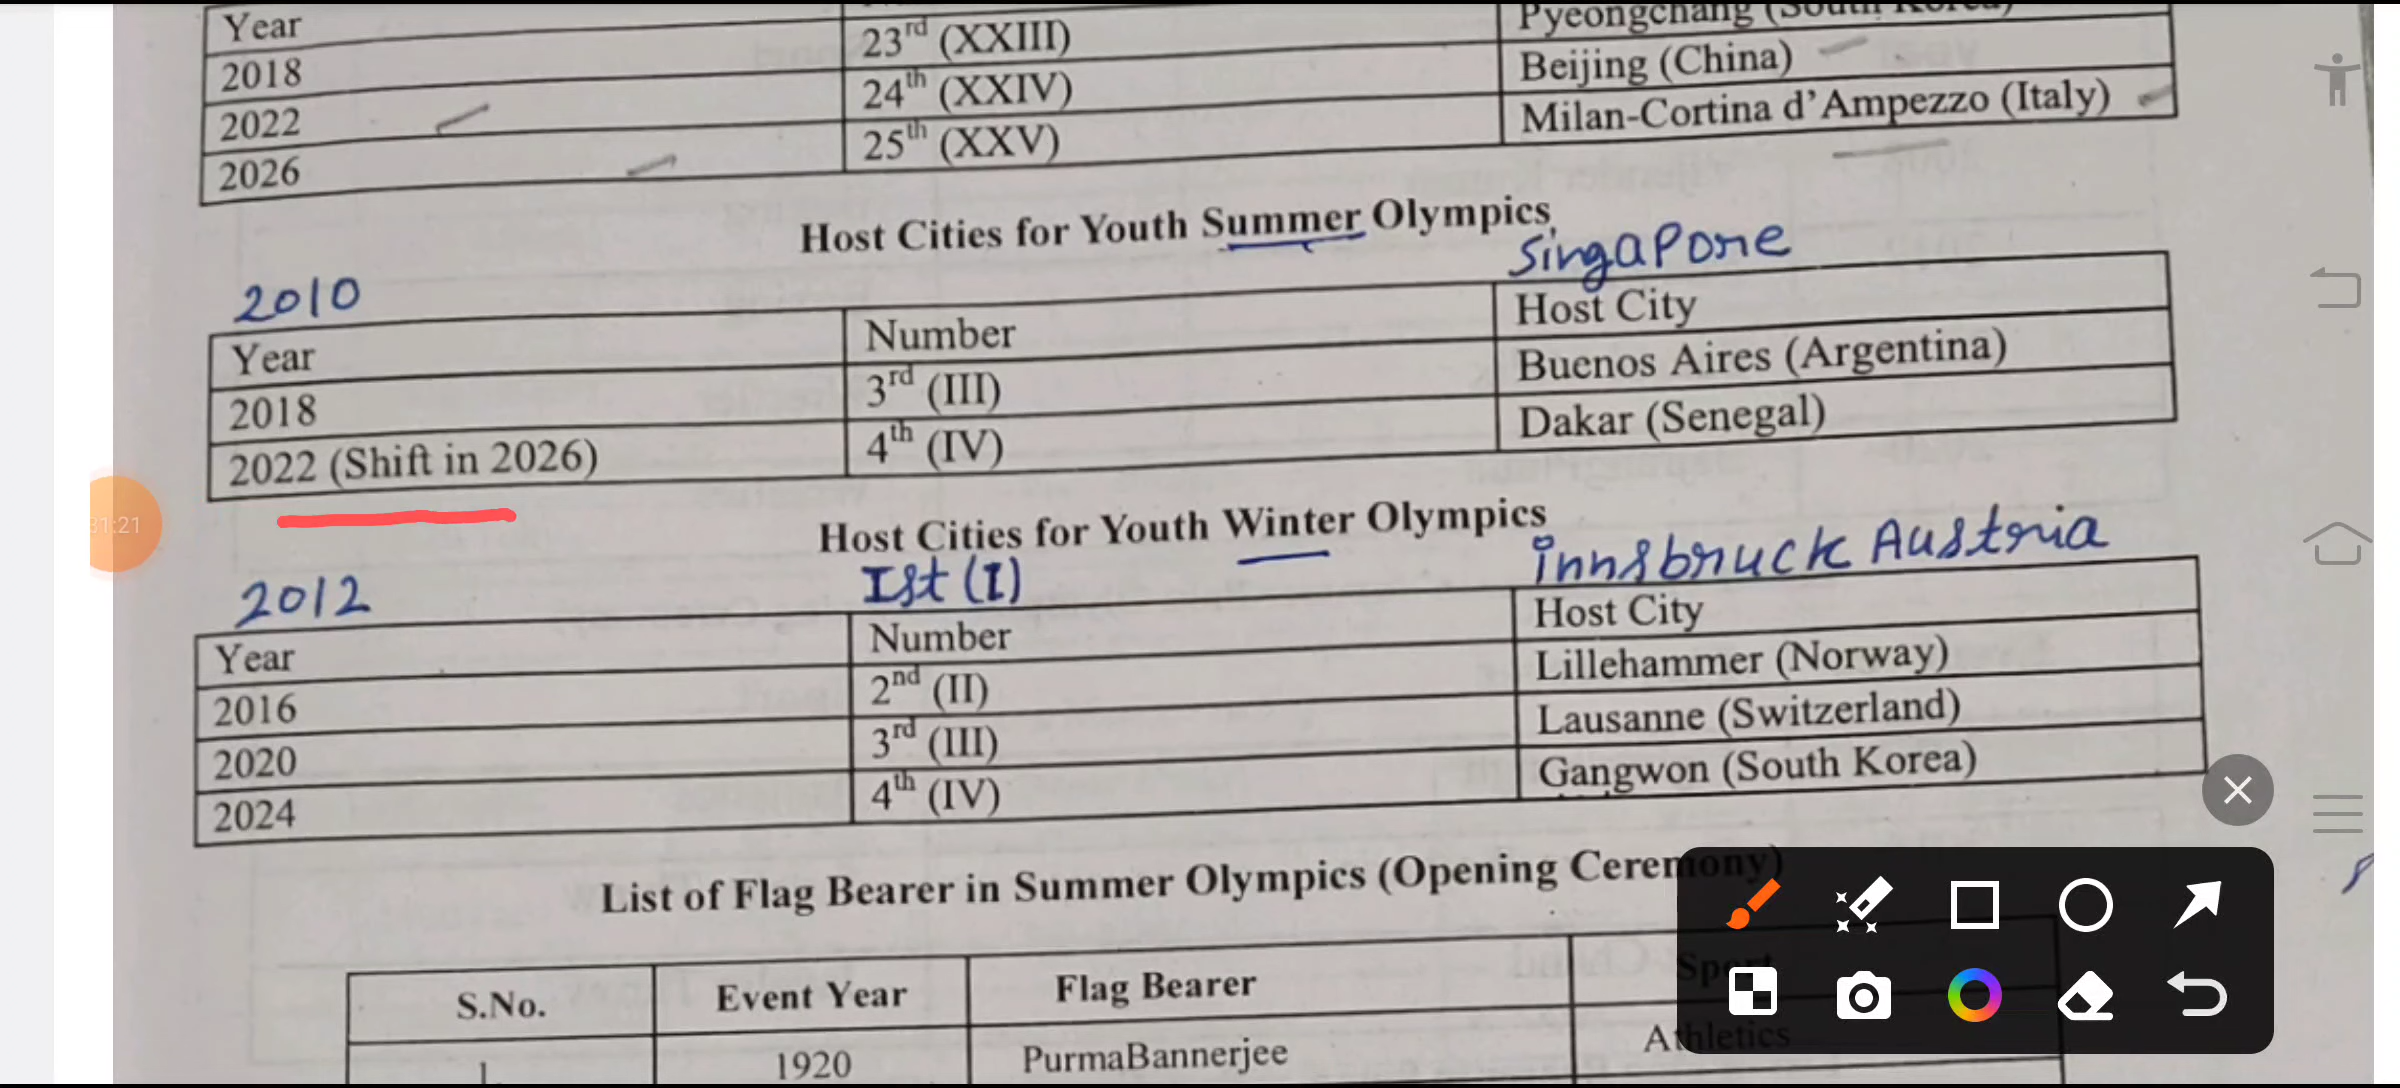 Year
23rd (XXIII)
Pyeongchang (South Korea)
2018
24th (XXIV)
Beijing (China)
2022
25th (XXV)
Milan-Cortina d'Ampezzo (Italy)
2026
Host Cities for Youth Summer Olympics
2010 Singapore
Year Number Host City
2018 3rd (III) Buenos Aires (Argentina)
2022 (Shift in 2026) 4th (IV) Dakar (Senegal)
31:21
Host Cities for Youth Winter Olympics
2012 Ist (I) innsbruck Austria
Year Number Host City
2016 2nd (II) Lillehammer (Norway)
2020 3rd (III) Lausanne (Switzerland)
2024 4th (IV) Gangwon (South Korea)
List of Flag Bearer in Summer Olympics (Opening Ceremony)
S.No. Event Year Flag Bearer Sport
1 1920 PurmaBannerjee Athletics